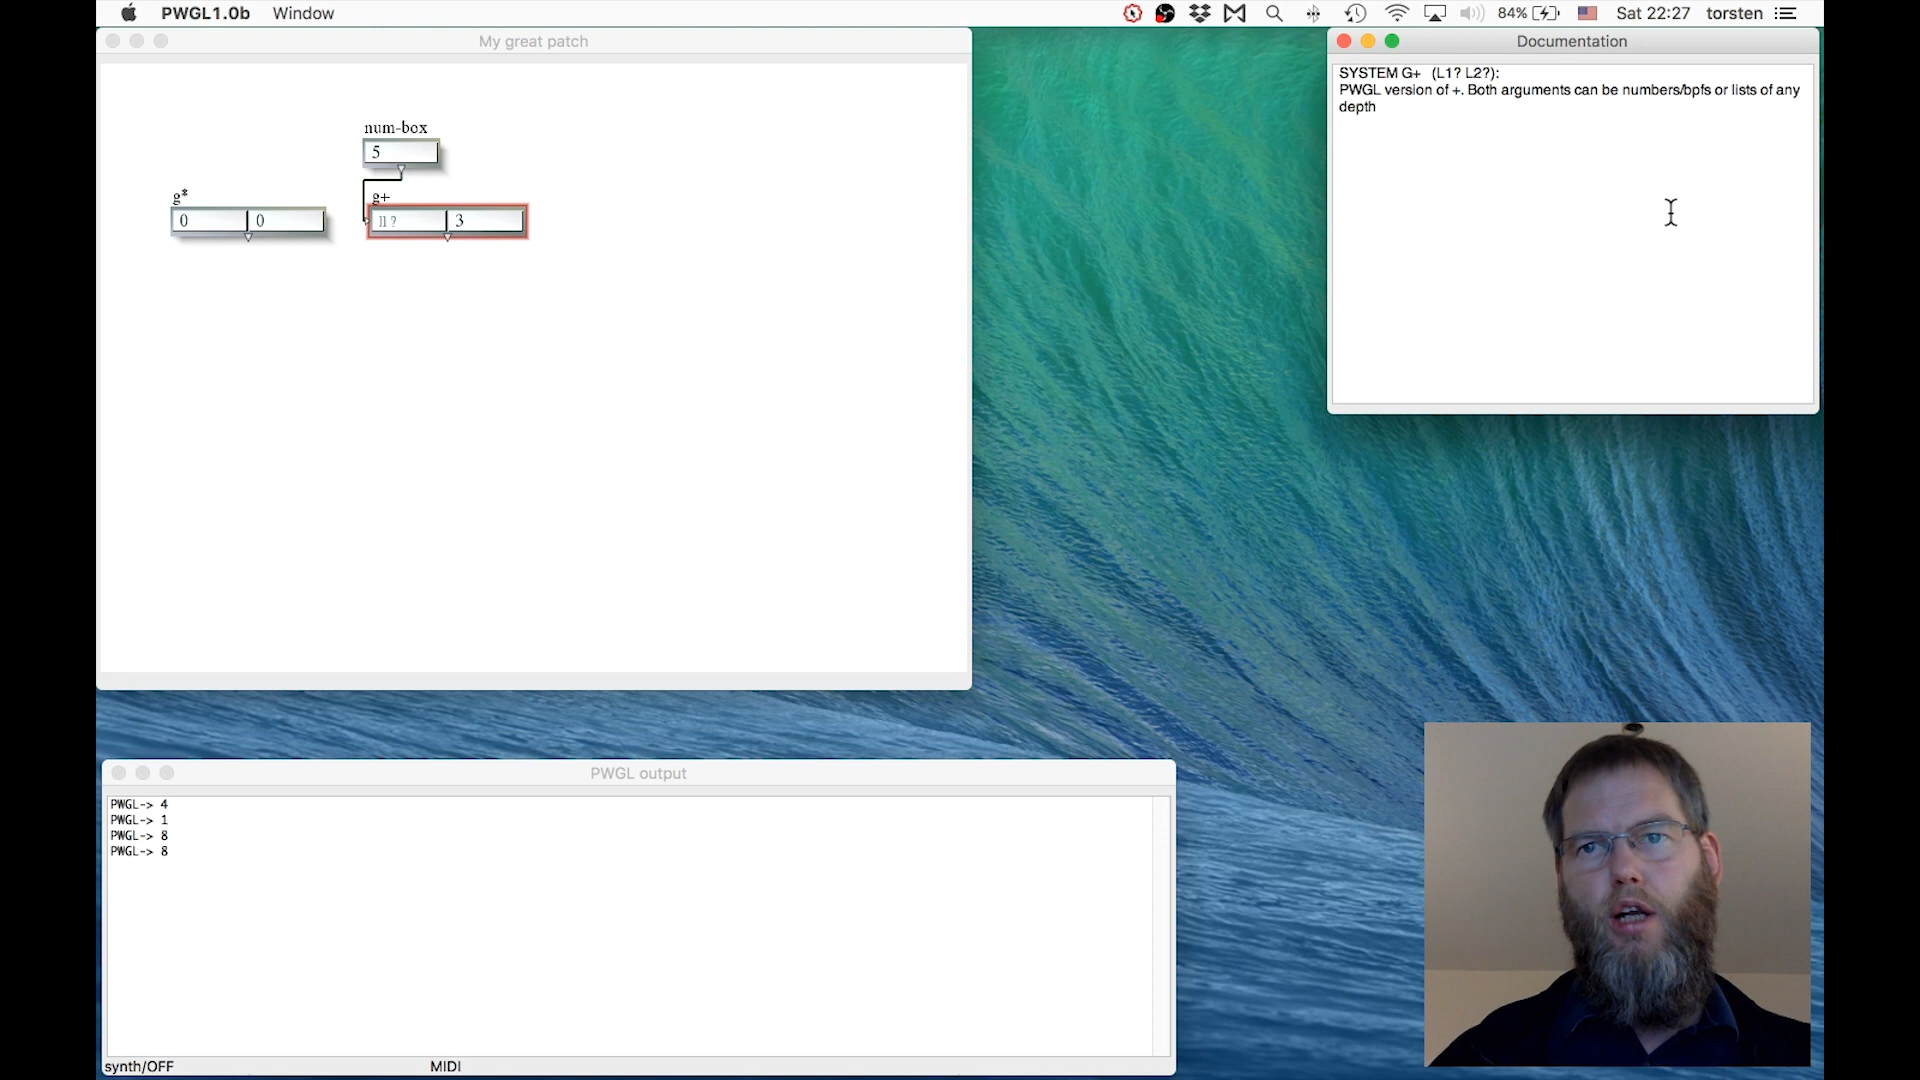 PWGL1.0b Window 84% Sat 22:27 torsten
My great patch
num-box
5
g*
0 0
g+
l1 ? 3
Documentation
SYSTEM G+ (L1? L2?):
PWGL version of +. Both arguments can be numbers/bpfs or lists of any
depth
PWGL output
PWGL-> 4
PWGL-> 1
PWGL-> 8
PWGL-> 8
synth/OFF MIDI